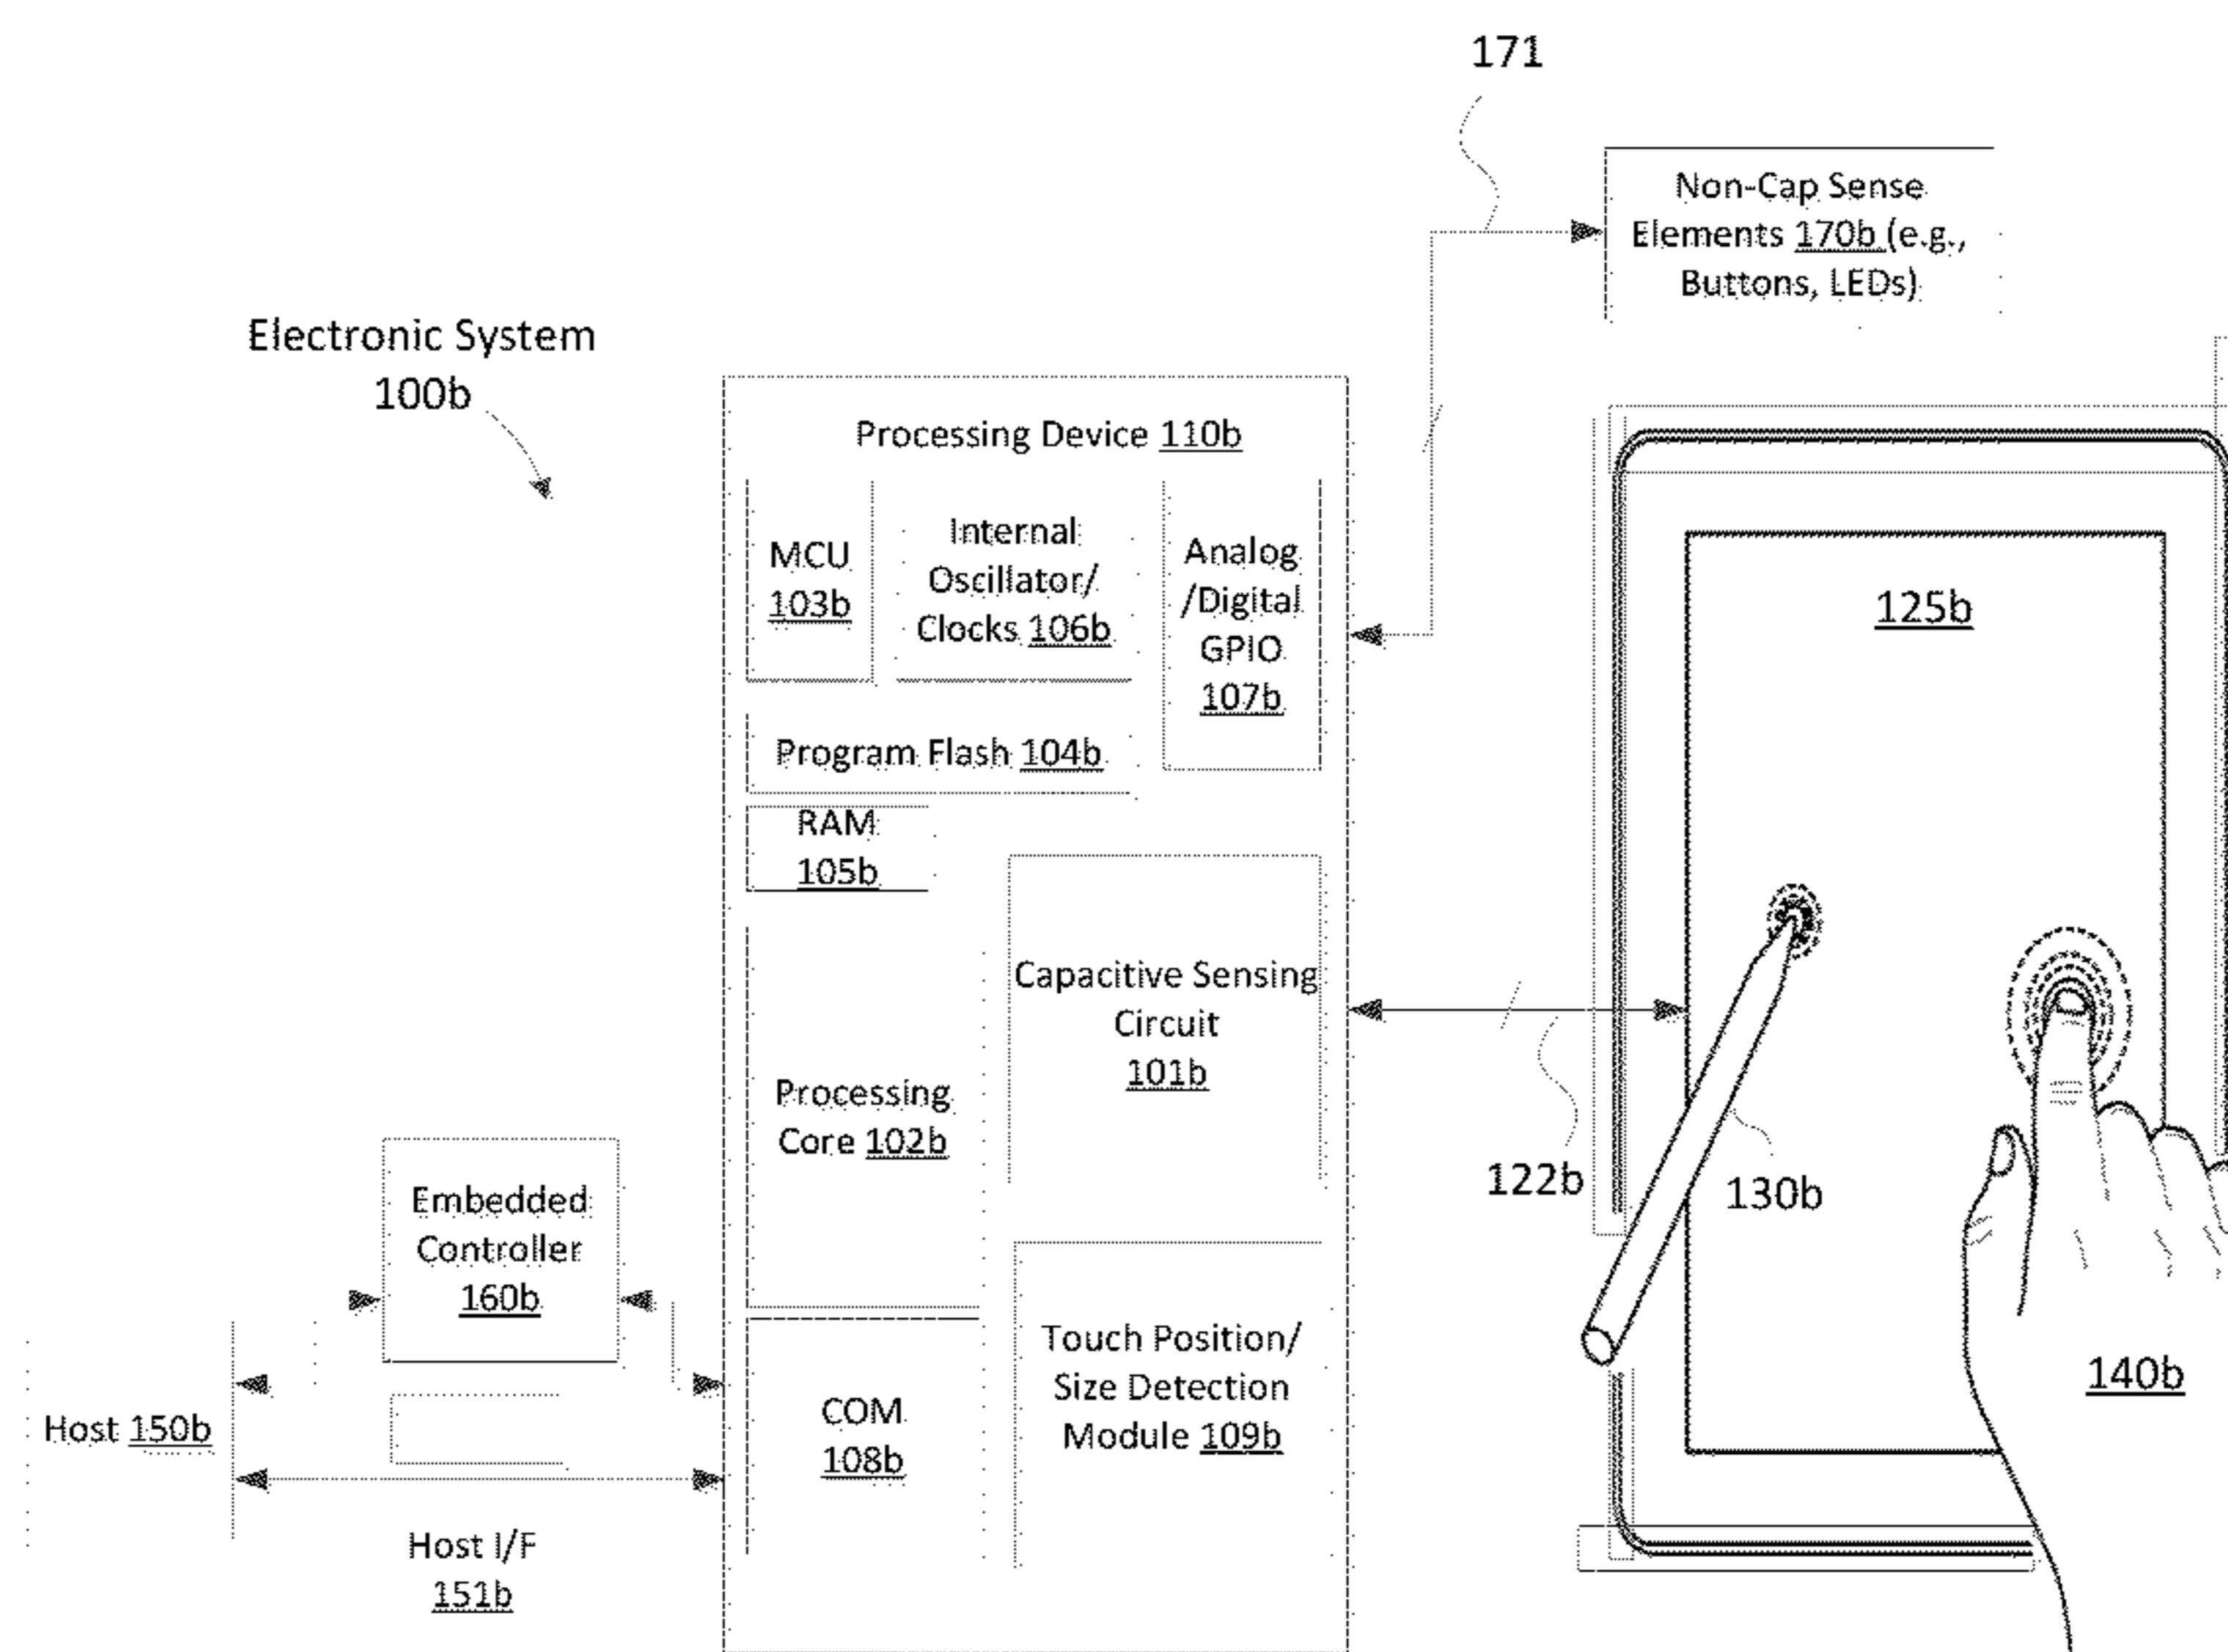 171
Non-Cap Sense
Elements 170b (e.g.,
Buttons, LEDs)
Electronic System
100b
Processing Device 110b
MCU
103b
Internal
Oscillator/
Clocks 106b
Analog
/Digital
GPIO
107b
Program Flash 104b
RAM
105b
Capacitive Sensing
Circuit
101b
Processing
Core 102b
Touch Position/
Size Detection
Module 109b
COM
108b
Embedded
Controller
160b
Host 150b
Host I/F
151b
125b
122b
130b
140b